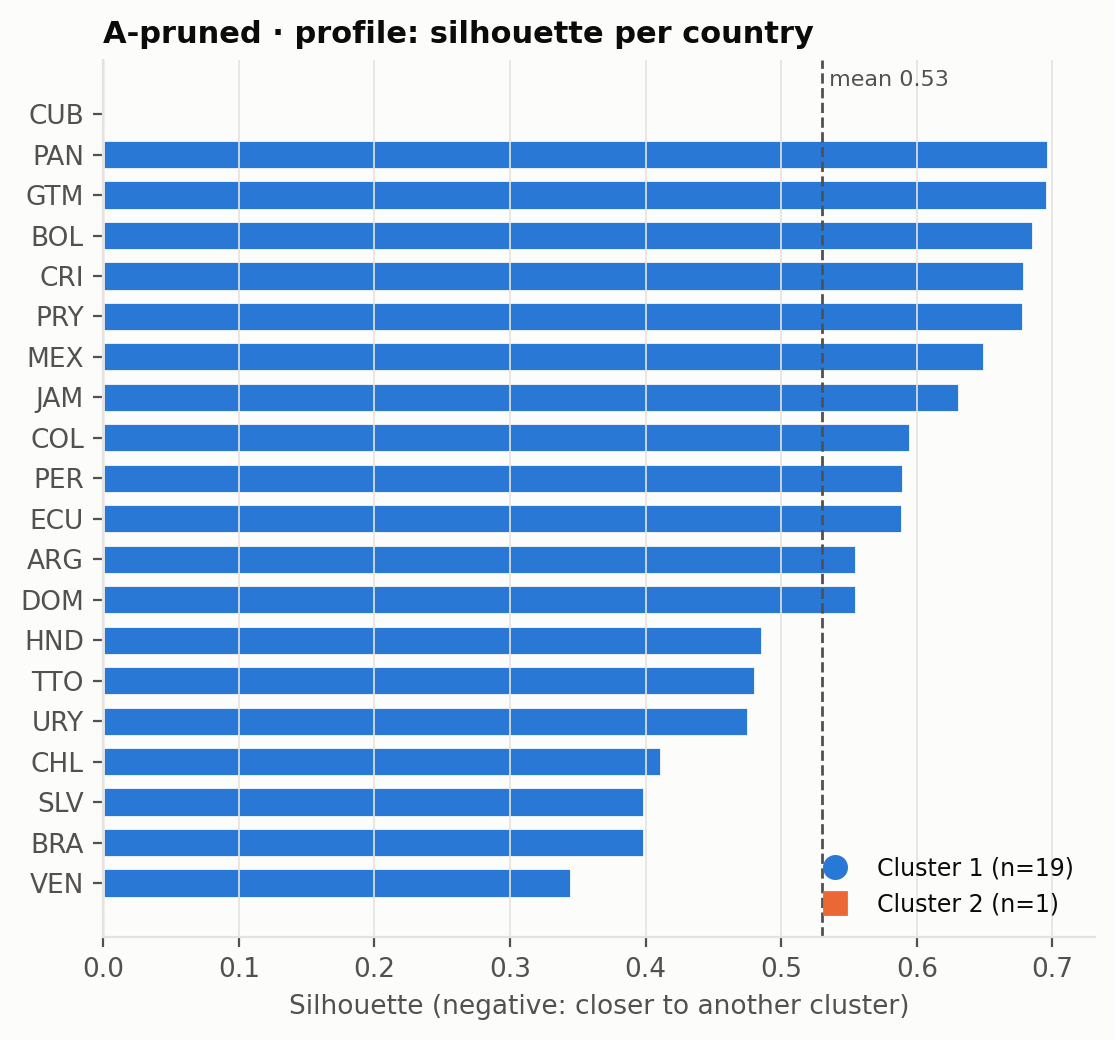 A-pruned · profile: silhouette per country
mean 0.53
CUB
PAN
GTM
BOL
CRI
PRY
MEX
JAM
COL
PER
ECU
ARG
DOM
HND
TTO
URY
CHL
SLV
BRA
VEN
Cluster 1 (n=19)
Cluster 2 (n=1)
0.0 0.1 0.2 0.3 0.4 0.5 0.6 0.7
Silhouette (negative: closer to another cluster)